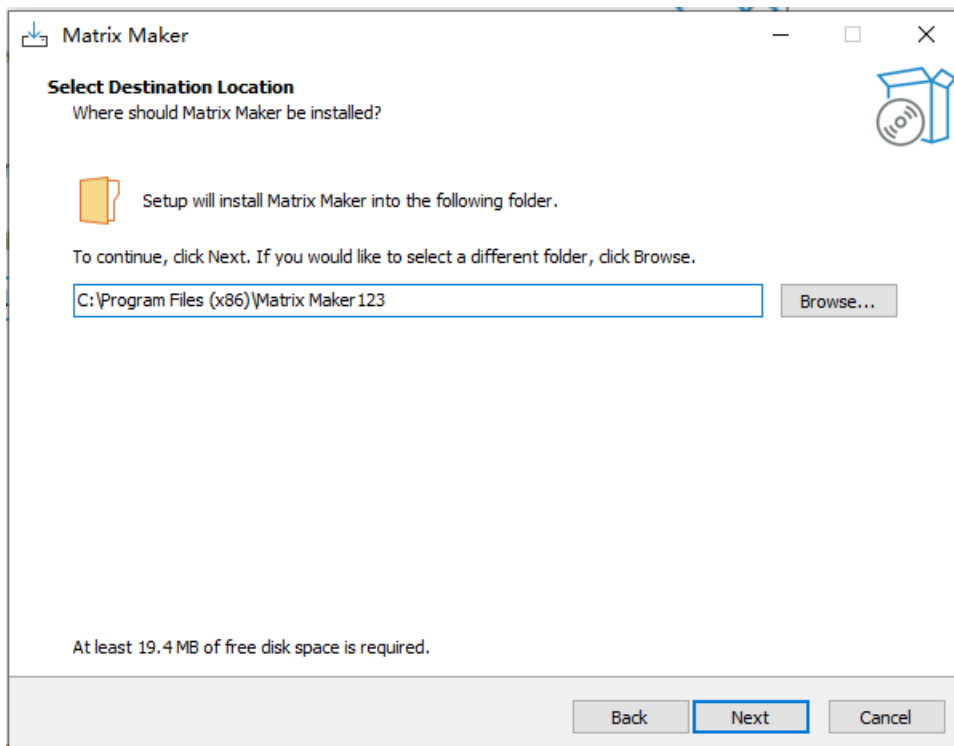 Matrix Maker
Select Destination Location
Where should Matrix Maker be installed?
Setup will install Matrix Maker into the following folder.
To continue, click Next. If you would like to select a different folder, click Browse.
C:\Program Files (x86)\Matrix Maker123
Browse...
At least 19.4 MB of free disk space is required.
Back
Next
Cancel